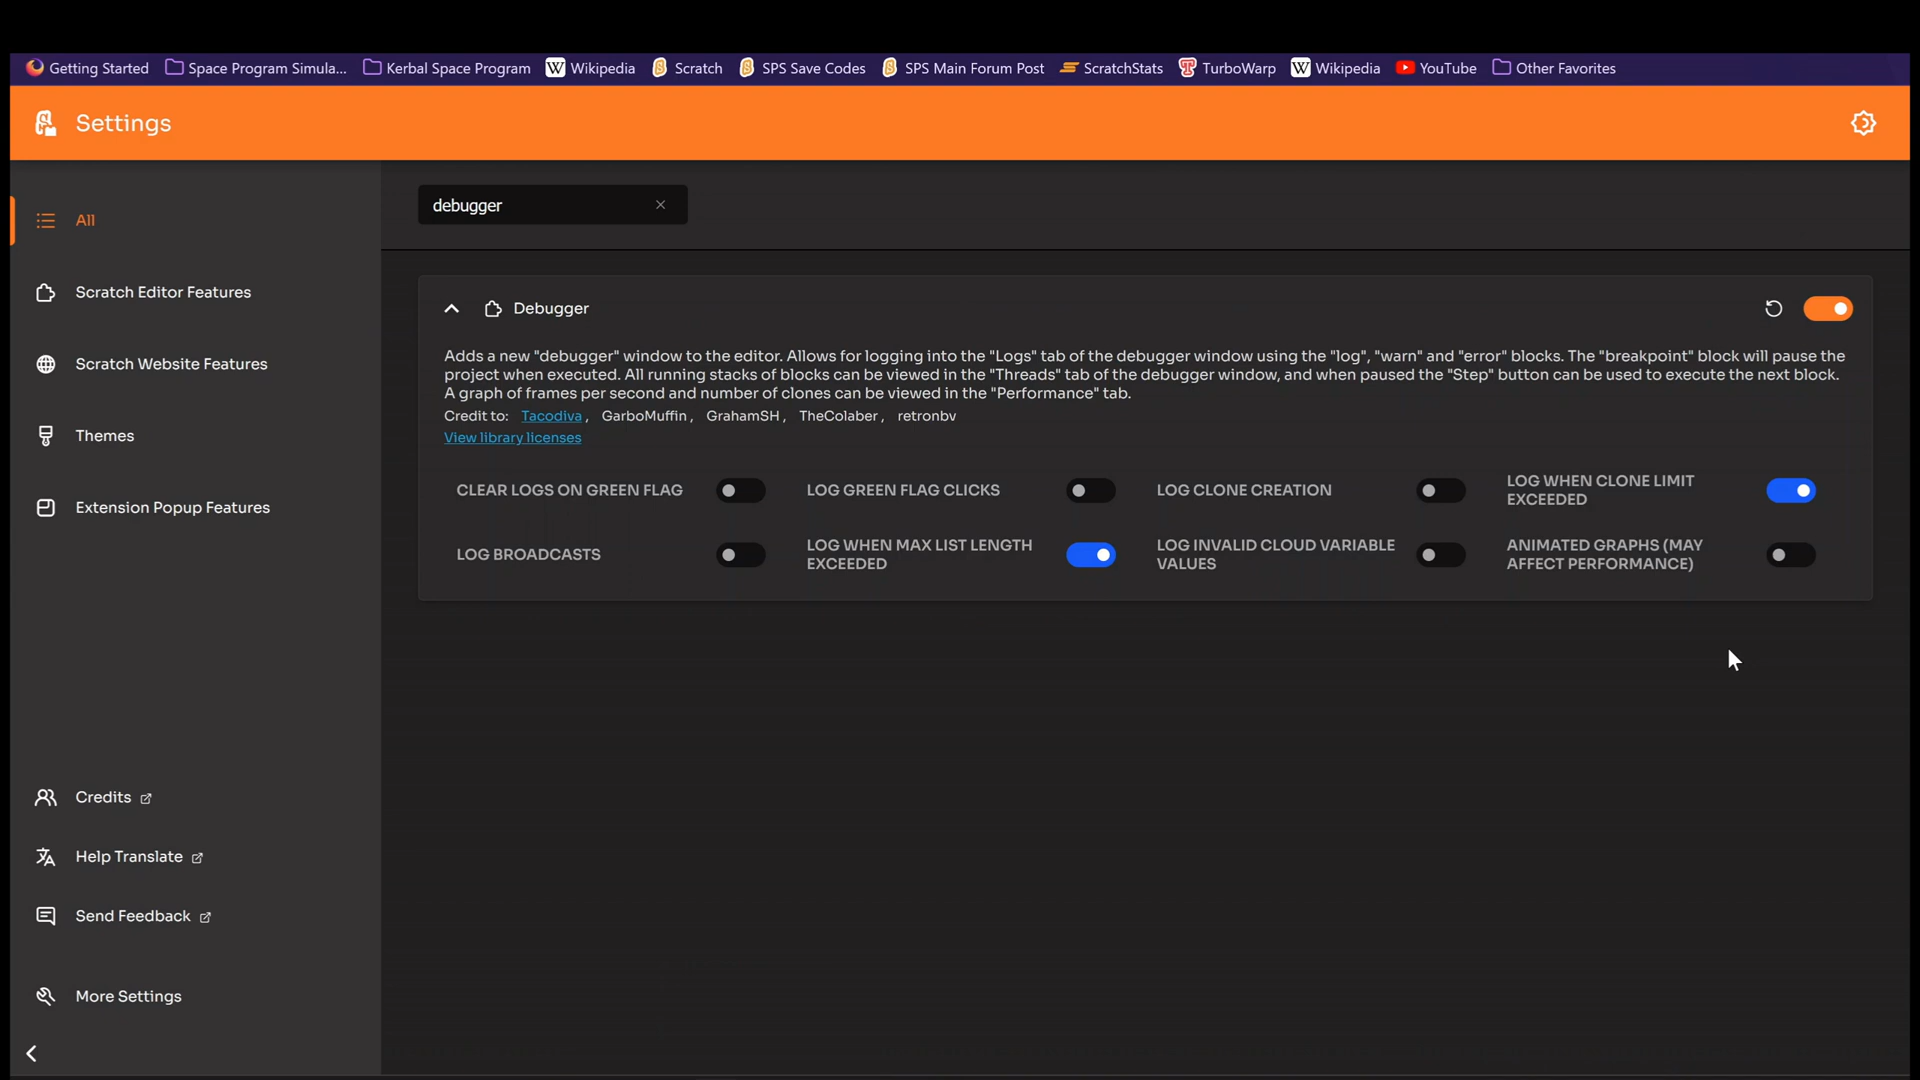 Getting Started Space Program Simula... Kerbal Space Program Wikipedia Scratch SPS Save Codes SPS Main Forum Post ScratchStats TurboWarp Wikipedia YouTube Other Favorites
Settings
debugger
All
Scratch Editor Features
Scratch Website Features
Themes
Extension Popup Features
Credits
Help Translate
Send Feedback
More Settings
Debugger
Adds a new "debugger" window to the editor. Allows for logging into the "Logs" tab of the debugger window using the "log", "warn" and "error" blocks. The "breakpoint" block will pause the
project when executed. All running stacks of blocks can be viewed in the "Threads" tab of the debugger window, and when paused the "Step" button can be used to execute the next block.
A graph of frames per second and number of clones can be viewed in the "Performance" tab.
Credit to: Tacodiva, GarboMuffin, GrahamSH, TheColaber, retronbv
View library licenses
CLEAR LOGS ON GREEN FLAG
LOG GREEN FLAG CLICKS
LOG CLONE CREATION
LOG WHEN CLONE LIMIT
EXCEEDED
LOG BROADCASTS
LOG WHEN MAX LIST LENGTH
EXCEEDED
LOG INVALID CLOUD VARIABLE
VALUES
ANIMATED GRAPHS (MAY
AFFECT PERFORMANCE)